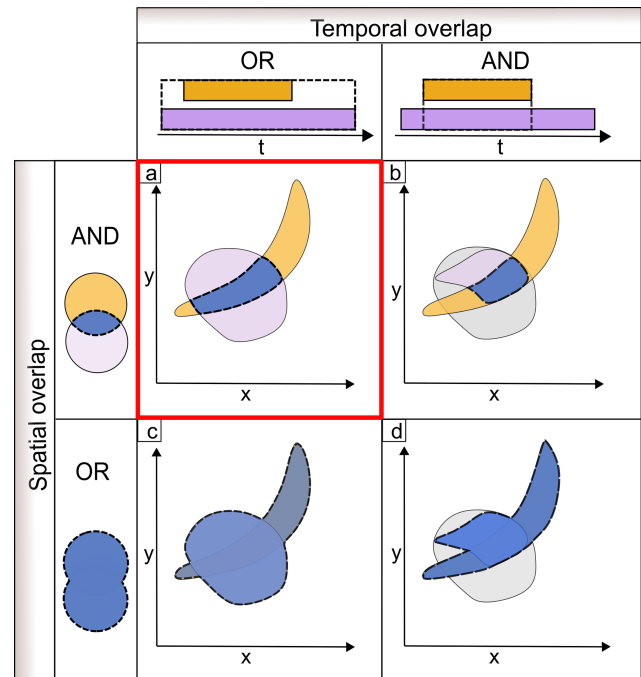 Temporal overlap
OR
AND
t
t
Spatial overlap
AND
a
y
x
b
y
x
OR
c
y
x
d
y
x